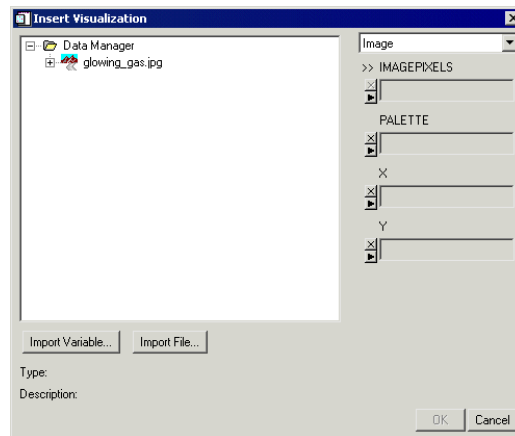 Insert Visualization
Data Manager
glowing_gas.jpg
Image
>> IMAGEPIXELS
PALETTE
X
Y
Import Variable... Import File...
Type:
Description:
OK Cancel